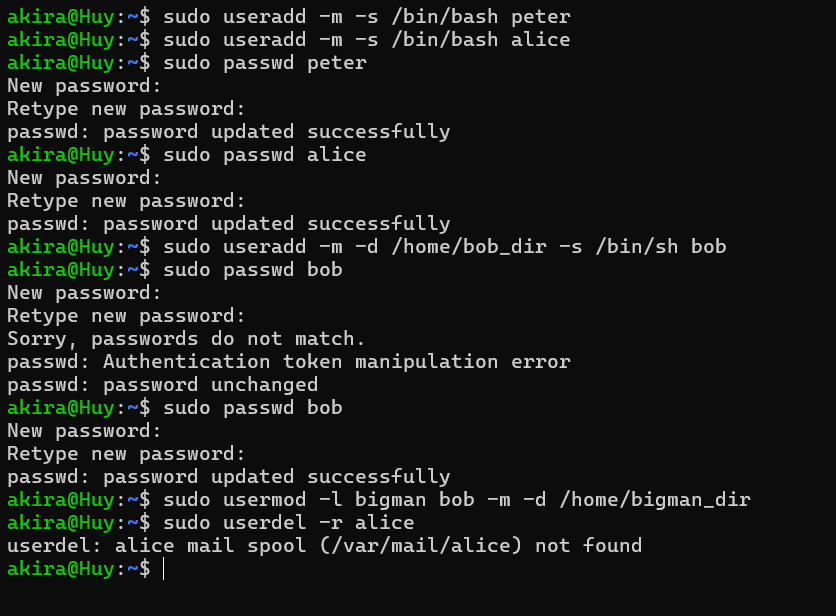 akira@Huy:~$ sudo useradd -m -s /bin/bash peter
akira@Huy:~$ sudo useradd -m -s /bin/bash alice
akira@Huy:~$ sudo passwd peter
New password:
Retype new password:
passwd: password updated successfully
akira@Huy:~$ sudo passwd alice
New password:
Retype new password:
passwd: password updated successfully
akira@Huy:~$ sudo useradd -m -d /home/bob_dir -s /bin/sh bob
akira@Huy:~$ sudo passwd bob
New password:
Retype new password:
Sorry, passwords do not match.
passwd: Authentication token manipulation error
passwd: password unchanged
akira@Huy:~$ sudo passwd bob
New password:
Retype new password:
passwd: password updated successfully
akira@Huy:~$ sudo usermod -l bigman bob -m -d /home/bigman_dir
akira@Huy:~$ sudo userdel -r alice
userdel: alice mail spool (/var/mail/alice) not found
akira@Huy:~$